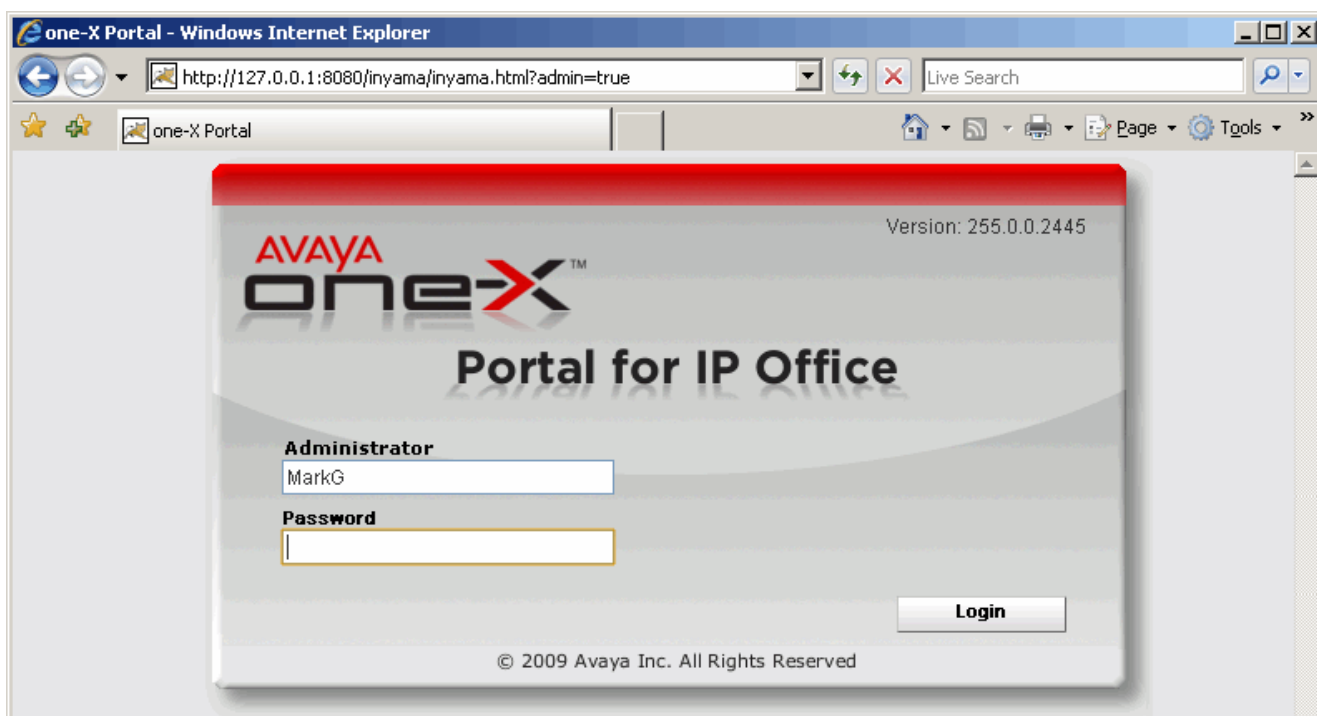 one-X Portal - Windows Internet Explorer
http://127.0.0.1:8080/inyama/inyama.html?admin=true
Live Search
one-X Portal
Page
Tools
Version: 255.0.0.2445
AVAYA
one-X™
Portal for IP Office
Administrator
MarkG
Password
Login
© 2009 Avaya Inc. All Rights Reserved